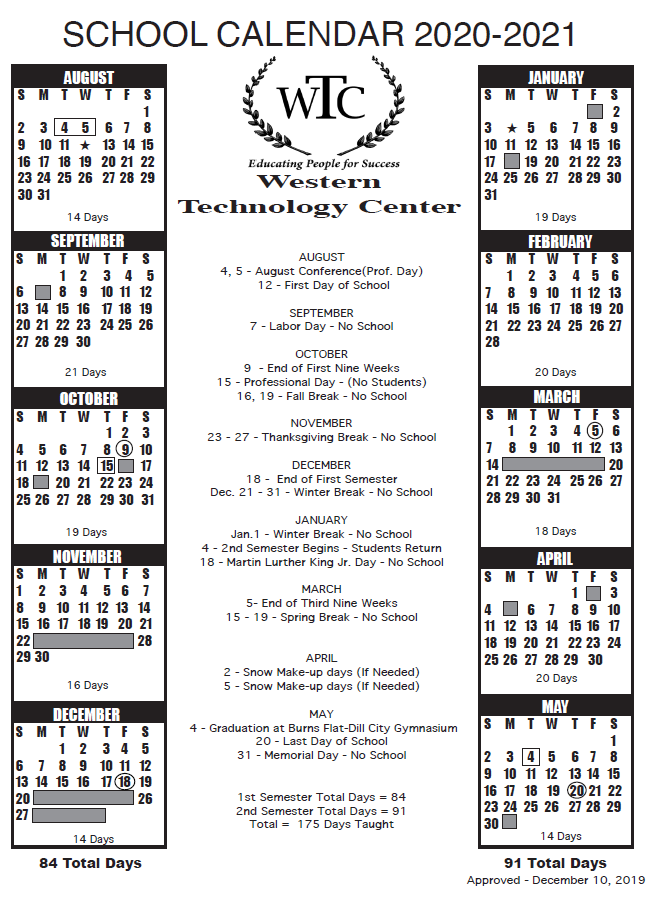 SCHOOL CALENDAR 2020-2021
AUGUST
S M T W T F S
1
2 3 4 5 6 7 8
9 10 11 ★ 13 14 15
16 17 18 19 20 21 22
23 24 25 26 27 28 29
30 31
14 Days
SEPTEMBER
S M T W T F S
1 2 3 4 5
6 8 9 10 11 12
13 14 15 16 17 18 19
20 21 22 23 24 25 26
27 28 29 30
21 Days
OCTOBER
S M T W T F S
1 2 3
4 5 6 7 8 9 10
11 12 13 14 15 17
18 20 21 22 23 24
25 26 27 28 29 30 31
19 Days
NOVEMBER
S M T W T F S
1 2 3 4 5 6 7
8 9 10 11 12 13 14
15 16 17 18 19 20 21
22 28
29 30
16 Days
DECEMBER
S M T W T F S
1 2 3 4 5
6 7 8 9 10 11 12
13 14 15 16 17 18 19
20 26
27
14 Days
84 Total Days
WTC
Educating People for Success
Western
Technology Center
AUGUST
4, 5 - August Conference(Prof. Day)
12 - First Day of School
SEPTEMBER
7 - Labor Day - No School
OCTOBER
9 - End of First Nine Weeks
15 - Professional Day - (No Students)
16, 19 - Fall Break - No School
NOVEMBER
23 - 27 - Thanksgiving Break - No School
DECEMBER
18 - End of First Semester
Dec. 21 - 31 - Winter Break - No School
JANUARY
Jan.1 - Winter Break - No School
4 - 2nd Semester Begins - Students Return
18 - Martin Lurther King Jr. Day - No School
MARCH
5- End of Third Nine Weeks
15 - 19 - Spring Break - No School
APRIL
2 - Snow Make-up days (If Needed)
5 - Snow Make-up days (If Needed)
MAY
4 - Graduation at Burns Flat-Dill City Gymnasium
20 - Last Day of School
31 - Memorial Day - No School
1st Semester Total Days = 84
2nd Semester Total Days = 91
Total = 175 Days Taught
JANUARY
S M T W T F S
2
3 ★ 5 6 7 8 9
10 11 12 13 14 15 16
17 19 20 21 22 23
24 25 26 27 28 29 30
31
19 Days
FEBRUARY
S M T W T F S
1 2 3 4 5 6
7 8 9 10 11 12 13
14 15 16 17 18 19 20
21 22 23 24 25 26 27
28
20 Days
MARCH
S M T W T F S
1 2 3 4 5 6
7 8 9 10 11 12 13
14 20
21 22 23 24 25 26 27
28 29 30 31
18 Days
APRIL
S M T W T F S
1 3
4 6 7 8 9 10
11 12 13 14 15 16 17
18 19 20 21 22 23 24
25 26 27 28 29 30
20 Days
MAY
S M T W T F S
1
2 3 4 5 6 7 8
9 10 11 12 13 14 15
16 17 18 19 20 21 22
23 24 25 26 27 28 29
30
14 Days
91 Total Days
Approved - December 10, 2019